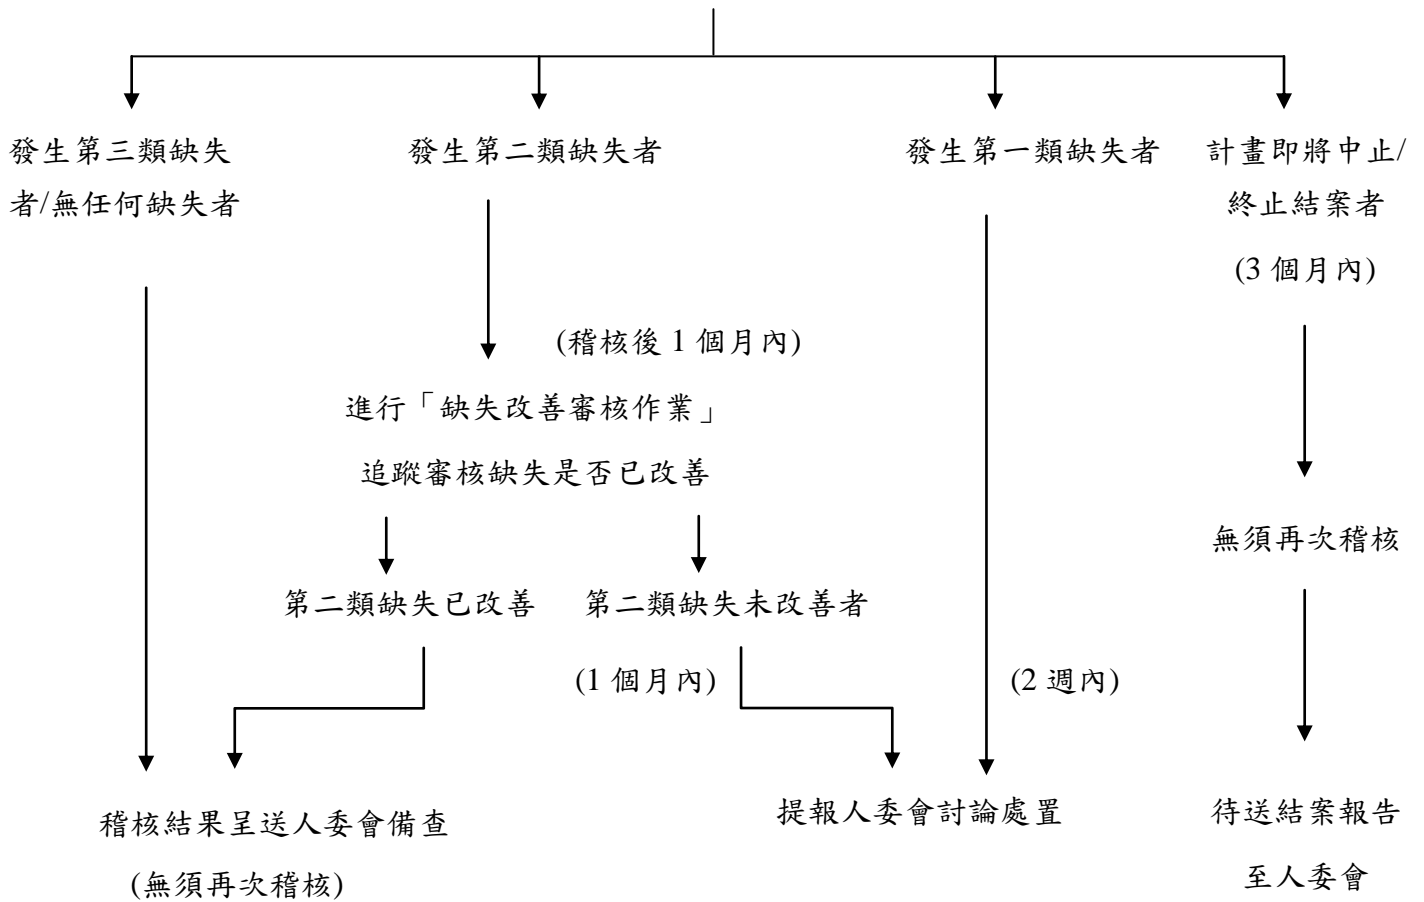 發生第三類缺失
者/無任何缺失者
發生第二類缺失者
發生第一類缺失者
計畫即將中止/
終止結案者
(3 個月內)
(稽核後 1 個月內)
進行「缺失改善審核作業」
追蹤審核缺失是否已改善
無須再次稽核
第二類缺失已改善
第二類缺失未改善者
(1 個月內)
(2 週內)
稽核結果呈送人委會備查
(無須再次稽核)
提報人委會討論處置
待送結案報告
至人委會